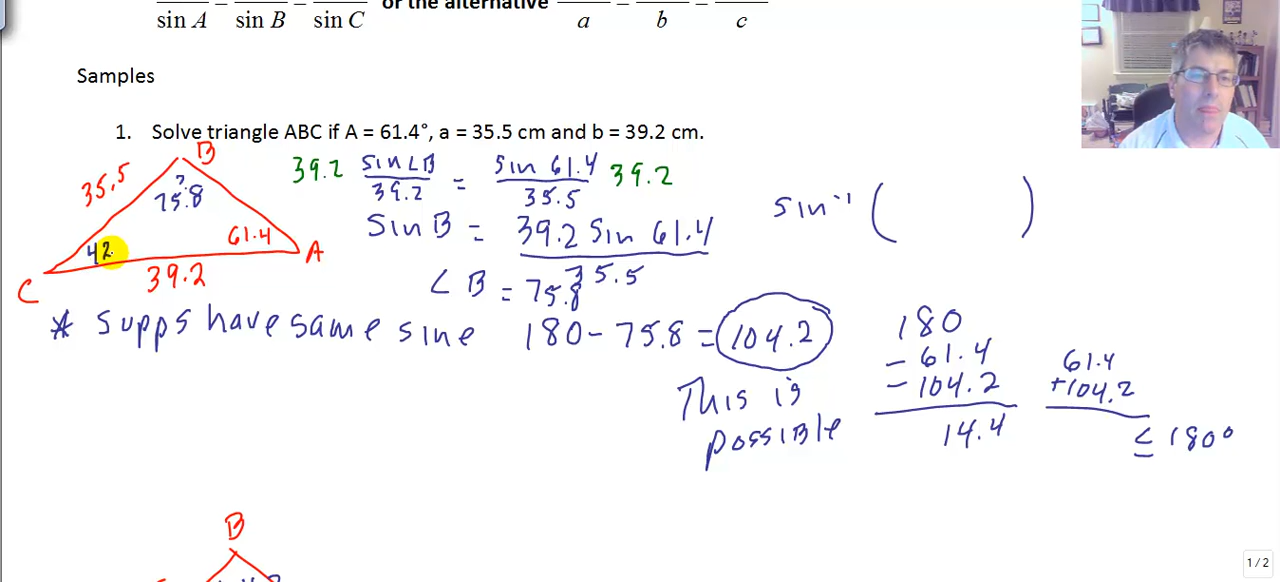 sin A  sin B  sin C  or the alternative  a  b  c
Samples
1. Solve triangle ABC if A = 61.4°, a = 35.5 cm and b = 39.2 cm.
B
35.5
?
75.8
42.
61.4
A
C
39.2
39.2 sin∠B / 39.2 = sin 61.4 / 35.5 39.2
sin B = 39.2 sin 61.4 / 35.5
sin⁻¹ ( )
∠B = 75.8
* supps have same sine 180 - 75.8 = 104.2
This is
possible
180
- 61.4
- 104.2
14.4
61.4
+104.2
≤ 180°
B
1 / 2